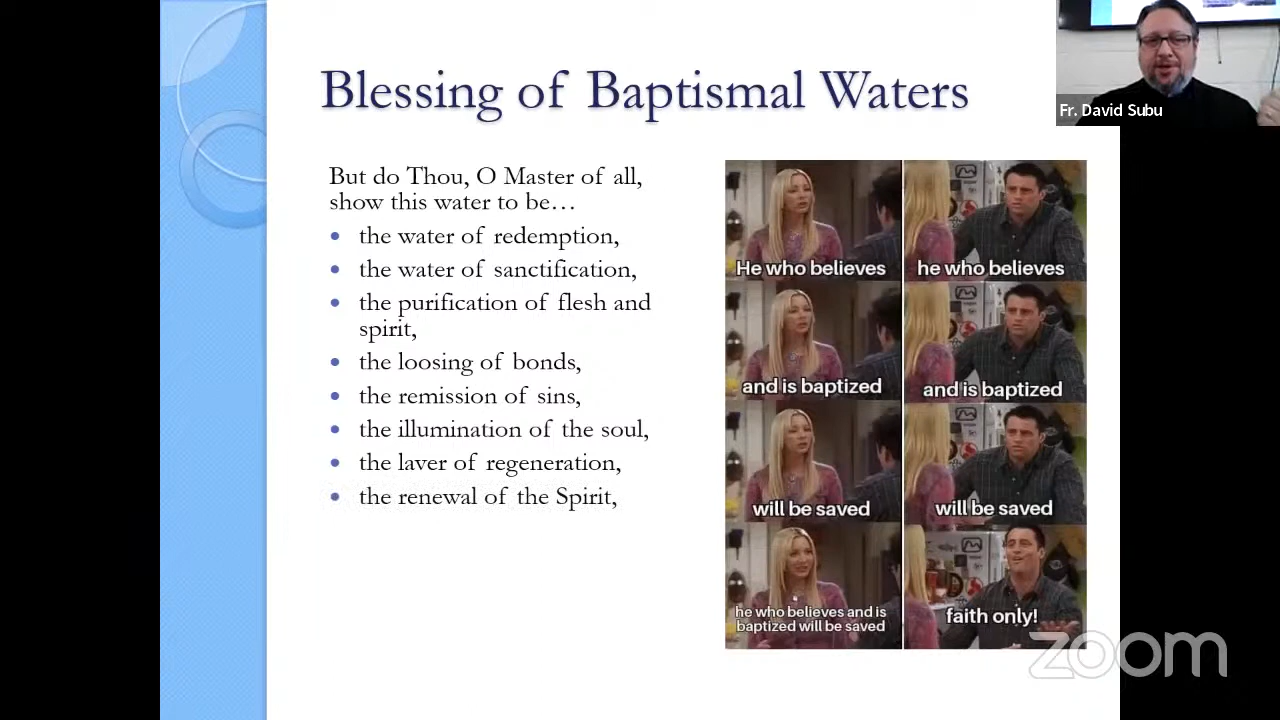 Blessing of Baptismal Waters
Fr. David Subu
But do Thou, O Master of all,
show this water to be…
• the water of redemption,
• the water of sanctification,
• the purification of flesh and
spirit,
• the loosing of bonds,
• the remission of sins,
• the illumination of the soul,
• the laver of regeneration,
• the renewal of the Spirit,
He who believes
he who believes
and is baptized
and is baptized
will be saved
will be saved
he who believes and is
baptized will be saved
faith only!
zoom